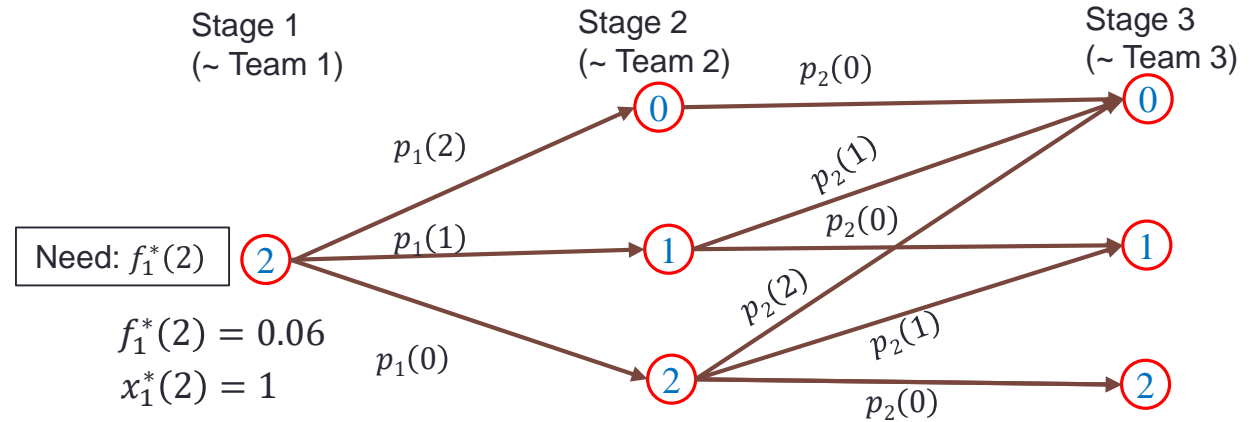 Stage 1
(~ Team 1)
Stage 2
(~ Team 2)
Stage 3
(~ Team 3)
p₂(0)
0
0
p₁(2)
p₂(1)
p₁(1)
p₂(0)
Need: f₁*(2)
2
1
1
p₂(2)
f₁*(2) = 0.06
p₂(1)
x₁*(2) = 1
p₁(0)
2
2
p₂(0)